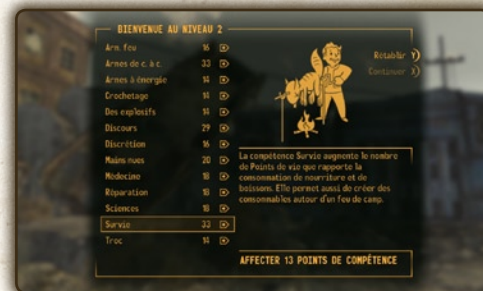 BIENVENUE AU NIVEAU 2
Arm. feu 16
Armes de c. à c. 33
Armes à énergie 14
Crochetage 14
Des explosifs 14
Discours 29
Discrétion 16
Mains nues 20
Médecine 18
Réparation 18
Sciences 18
Survie 33
Troc 14
Rétablir Y)
Continuer X)
La compétence Survie augmente le nombre
de Points de vie que rapporte la
consommation de nourriture et de
boissons. Elle permet aussi de créer des
consommables autour d'un feu de camp.
AFFECTER 13 POINTS DE COMPÉTENCE